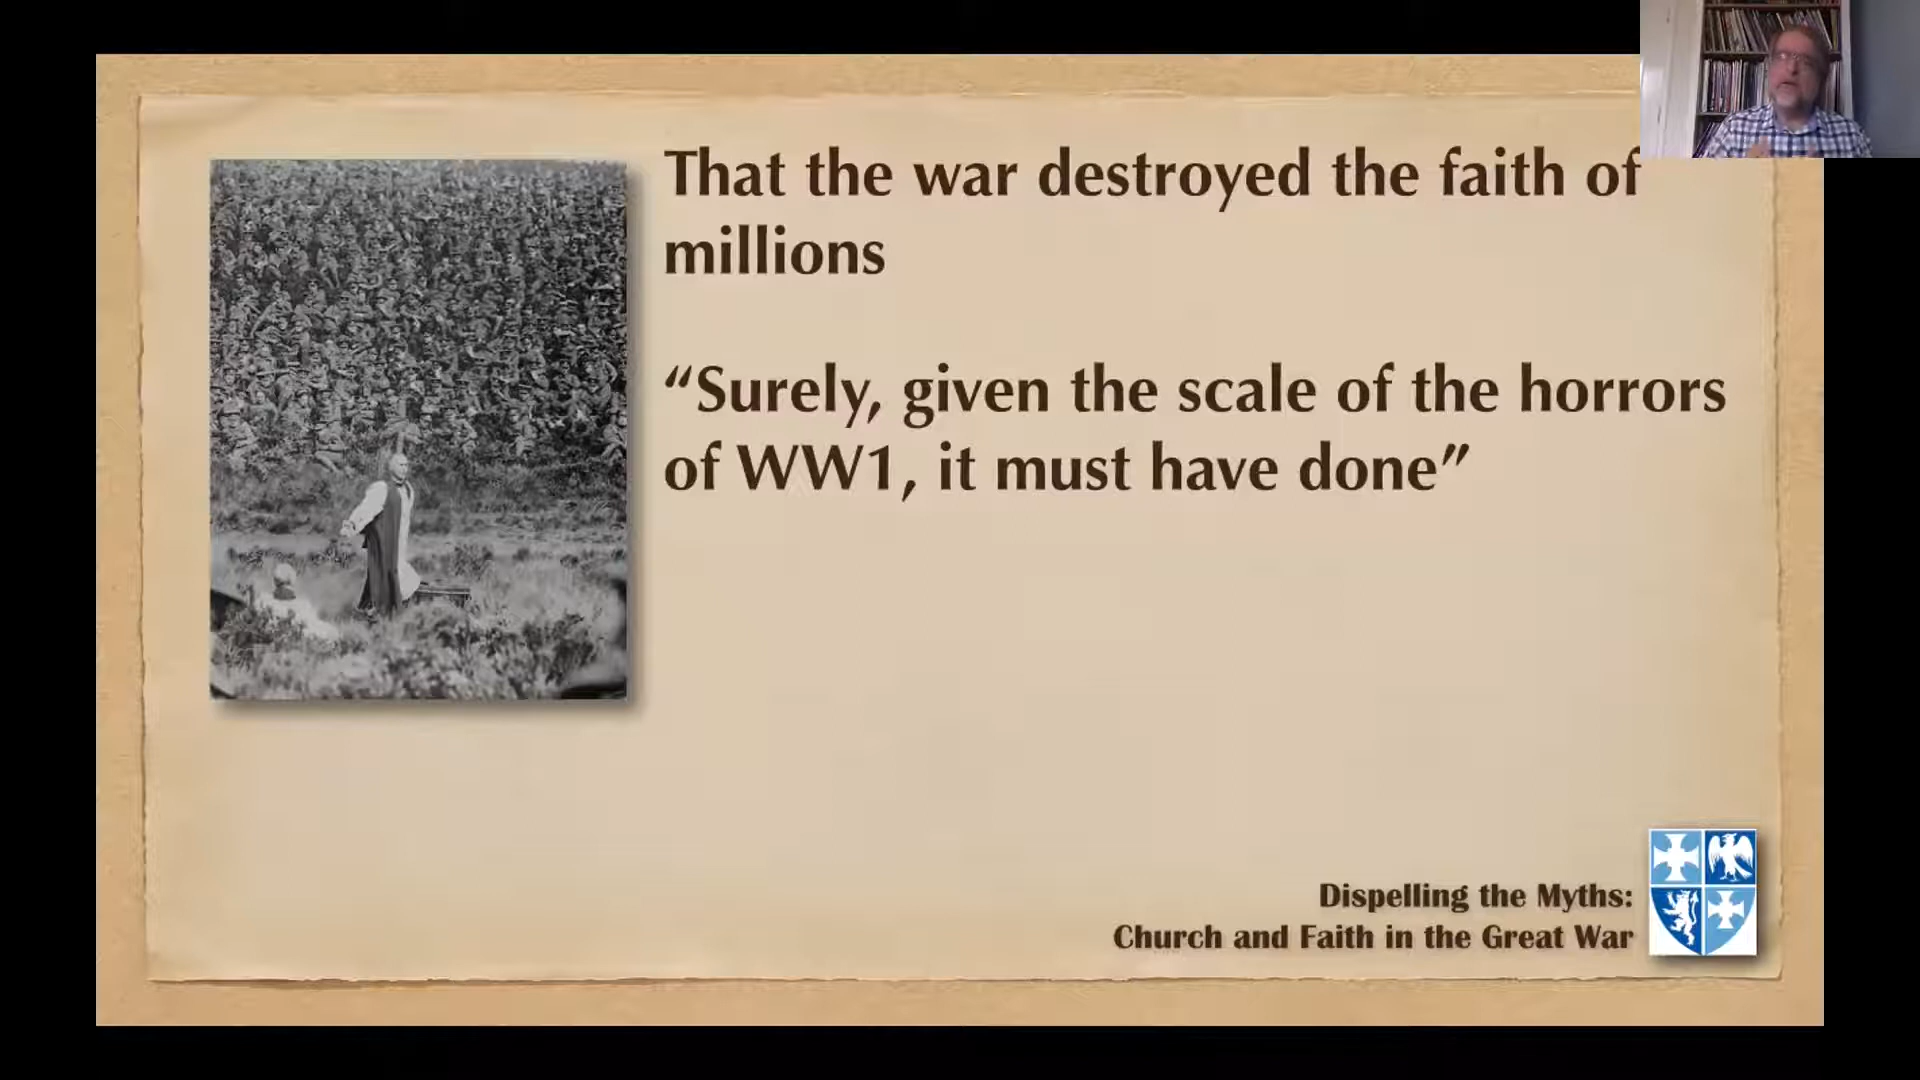 That the war destroyed the faith of
millions
“Surely, given the scale of the horrors
of WW1, it must have done”
Dispelling the Myths:
Church and Faith in the Great War